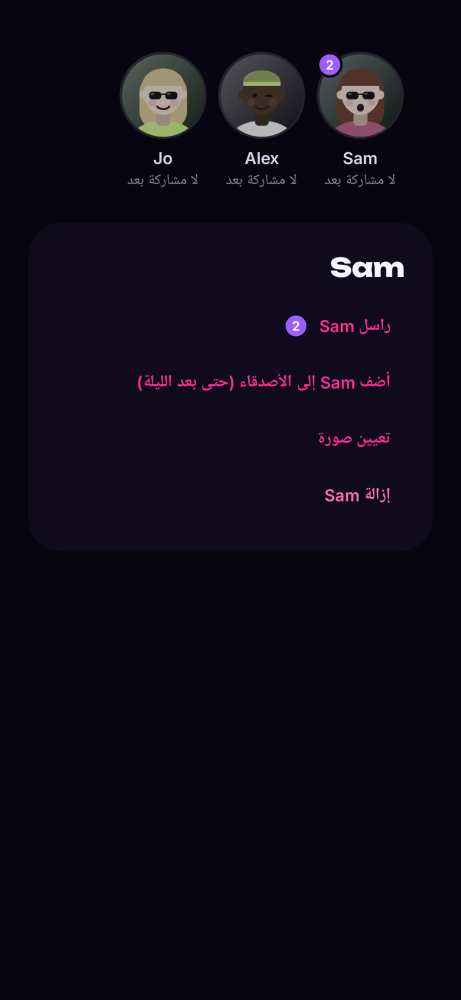 2
Sam
لا مشاركة بعد
Alex
لا مشاركة بعد
Jo
لا مشاركة بعد
Sam
راسل Sam 2
أضف Sam إلى الأصدقاء (حتى بعد الليلة)
تعيين صورة
إزالة Sam